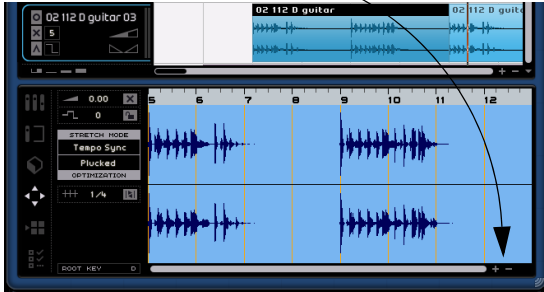 02 112 D guitar
02 112 D guita
02 112 D guitar 03
5
0.00
0
STRETCH MODE
Tempo Sync
Plucked
OPTIMIZATION
1/4
ROOT KEY D
5 6 7 8 9 10 11 12